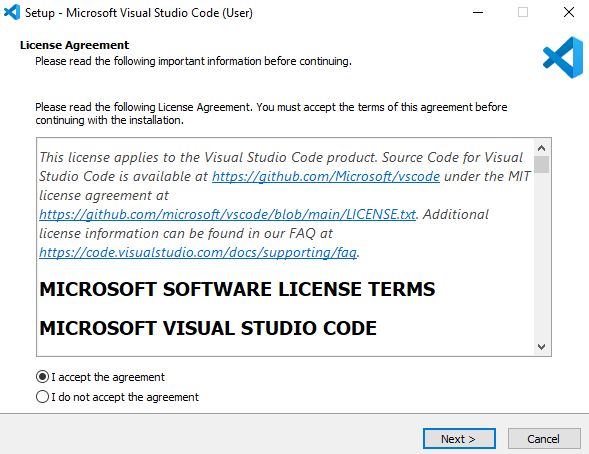 Setup - Microsoft Visual Studio Code (User)
License Agreement
Please read the following important information before continuing.
Please read the following License Agreement. You must accept the terms of this agreement before
continuing with the installation.
This license applies to the Visual Studio Code product. Source Code for Visual
Studio Code is available at https://github.com/Microsoft/vscode under the MIT
license agreement at
https://github.com/microsoft/vscode/blob/main/LICENSE.txt. Additional
license information can be found in our FAQ at
https://code.visualstudio.com/docs/supporting/faq.
MICROSOFT SOFTWARE LICENSE TERMS
MICROSOFT VISUAL STUDIO CODE
I accept the agreement
I do not accept the agreement
Next >
Cancel